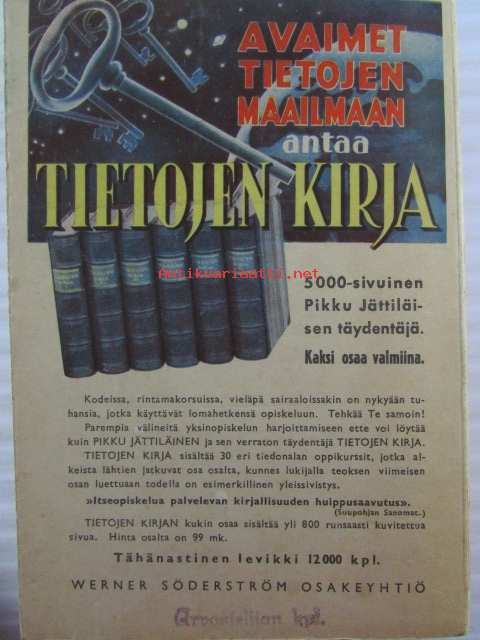 AVAIMET
TIETOJEN
MAAILMAAN
antaa
TIETOJEN KIRJA
antikvariaatti.net
5000-sivuinen
Pikku Jättiläi-
sen täydentäjä.
Kaksi osaa valmiina.
Kodeissa, rintamakorsuissa, vieläpä sairaaloissakin on nykyään tu-
hansia, jotka käyttävät lomahetkensä opiskeluun. Tehkää Te samoin!
Parempia välineitä yksinopiskelun harjoittamiseen ette voi löytää
kuin PIKKU JÄTTILÄINEN ja sen verraton täydentäjä TIETOJEN KIRJA.
TIETOJEN KIRJA sisältää 30 eri tiedonalan oppikurssit, jotka al-
keista lähtien jatkuvat osa osalta, kunnes lukijalla teoksen viimeisen
osan luettuaan todella on esimerkillinen yleissivistys.
»Itseopiskelua palvelevan kirjallisuuden huippusaavutus».
(Suupohjan Sanomat.)
TIETOJEN KIRJAN kukin osa sisältää yli 800 runsaasti kuvitettua
sivua. Hinta osalta on 99 mk.
Tähänastinen levikki 12000 kpl.
WERNER SÖDERSTRÖM OSAKEYHTIÖ
Arvostelijan kpl.